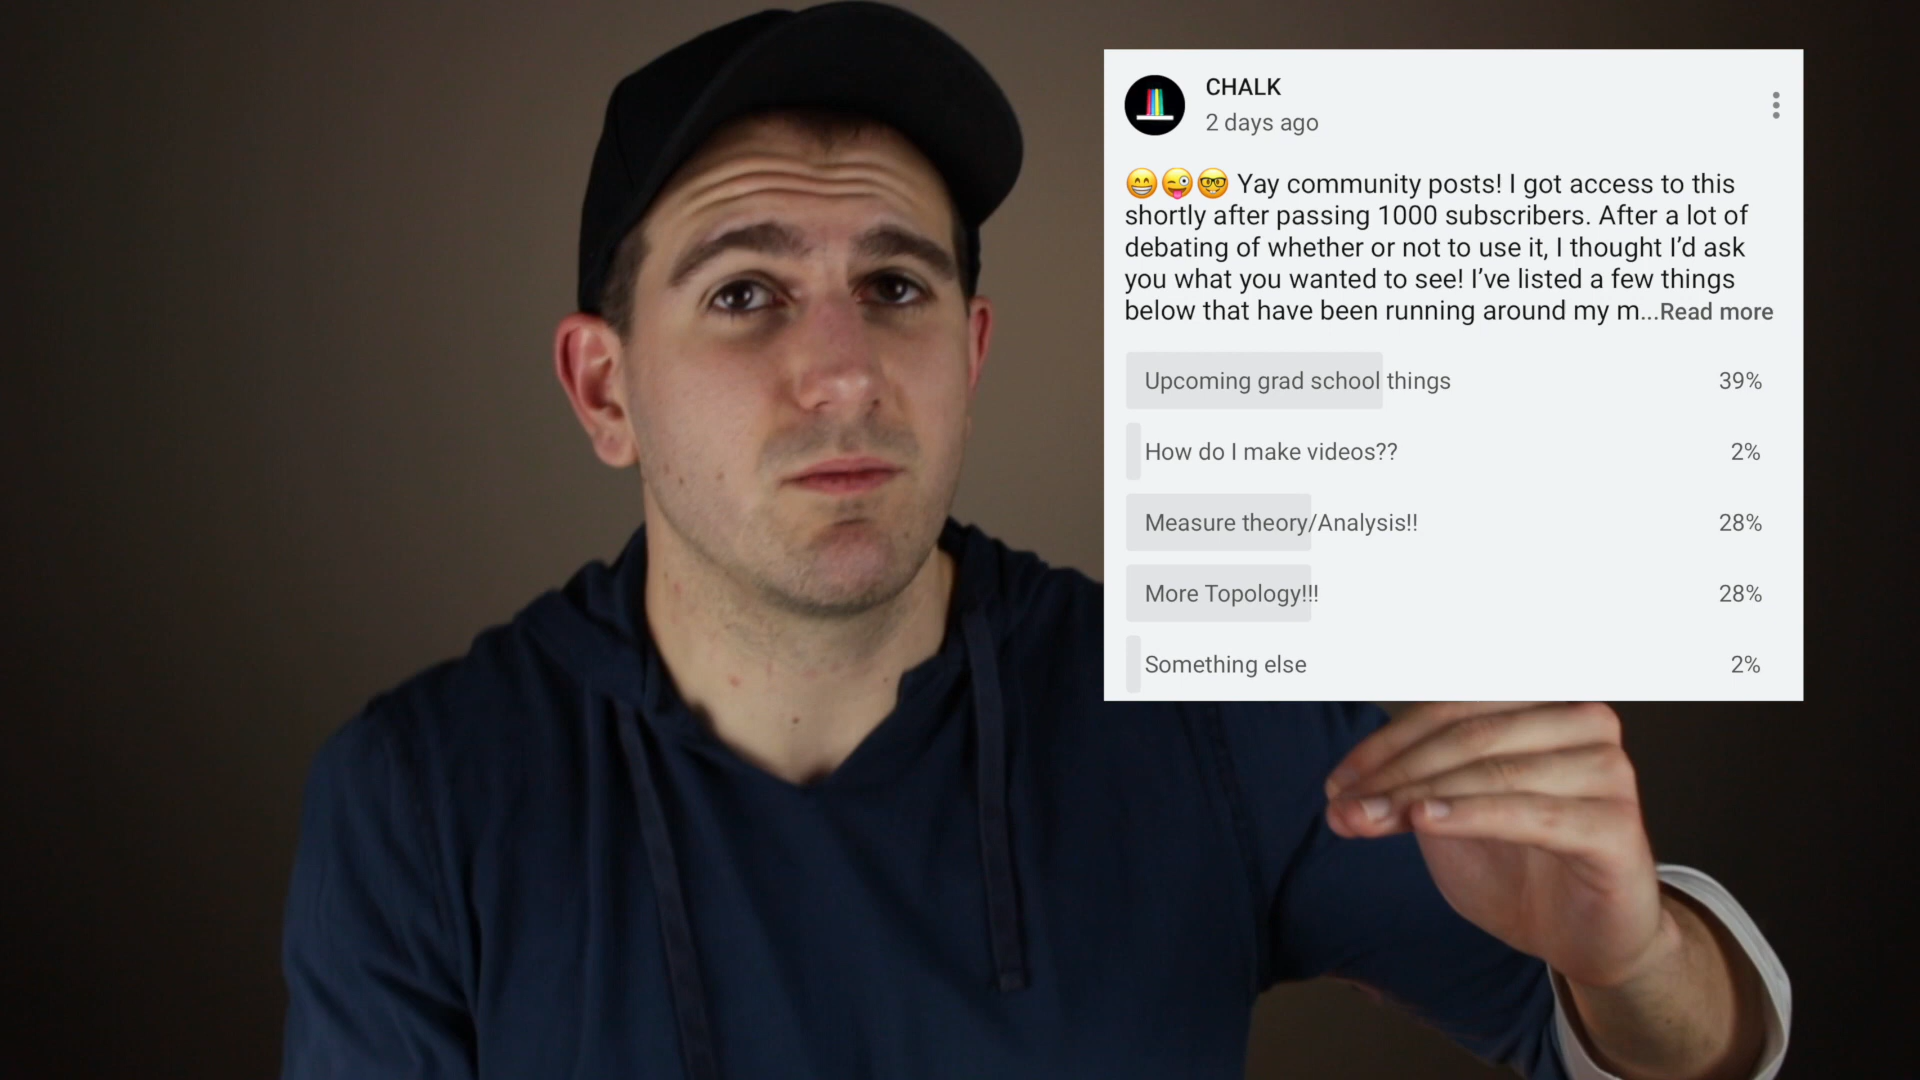 CHALK
2 days ago
😁😜🤓 Yay community posts! I got access to this
shortly after passing 1000 subscribers. After a lot of
debating of whether or not to use it, I thought I’d ask
you what you wanted to see! I’ve listed a few things
below that have been running around my m...Read more
Upcoming grad school things 39%
How do I make videos?? 2%
Measure theory/Analysis!! 28%
More Topology!!! 28%
Something else 2%